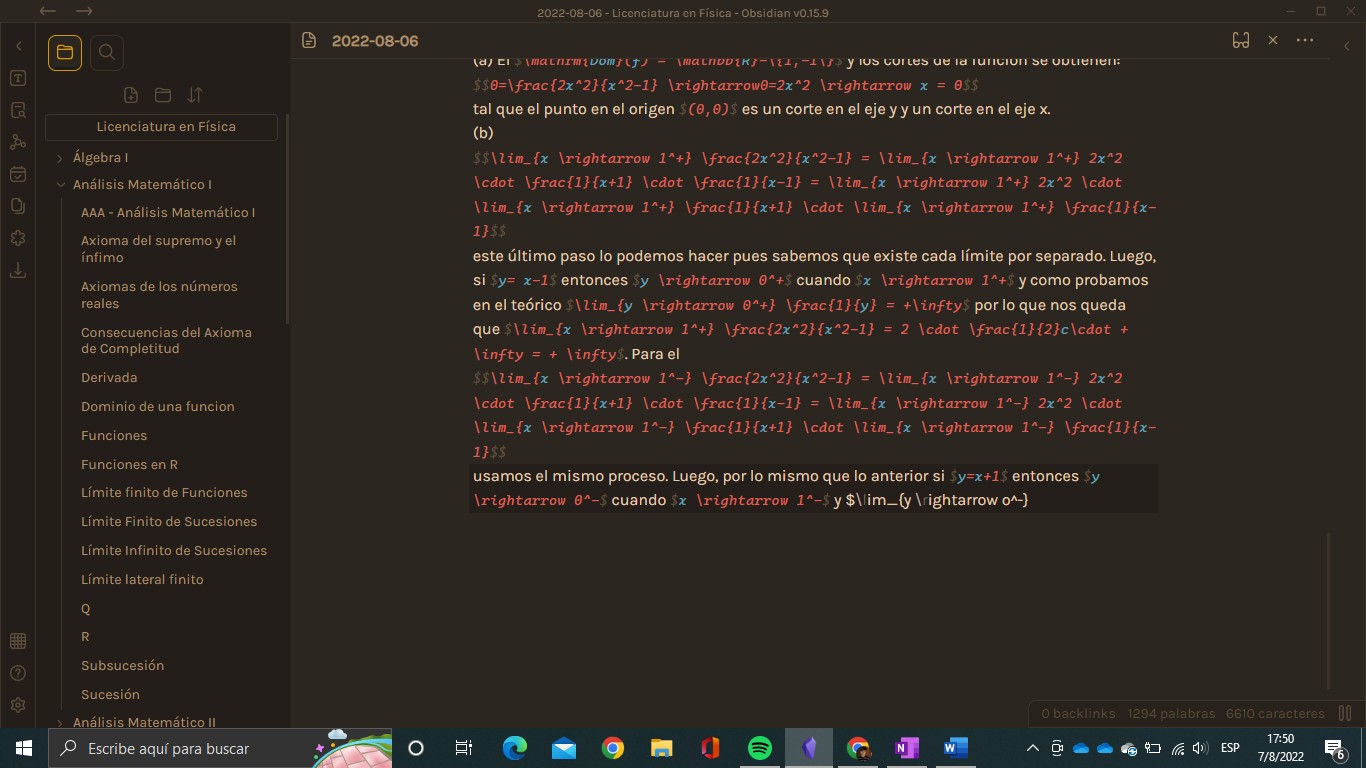 2022-08-06 - Licenciatura en Física - Obsidian v0.15.9
2022-08-06
Licenciatura en Física
Álgebra I
Análisis Matemático I
AAA - Análisis Matemático I
Axioma del supremo y el
ínfimo
Axiomas de los números
reales
Consecuencias del Axioma
de Completitud
Derivada
Dominio de una funcion
Funciones
Funciones en R
Límite finito de Funciones
Límite Finito de Sucesiones
Límite Infinito de Sucesiones
Límite lateral finito
Q
R
Subsucesión
Sucesión
Análisis Matemático II
(a) El $\mathrm{Dom}(f) = \mathbb{R}-\{1,-1\}$ y los cortes de la función se obtienen:
$$0=\frac{2x^2}{x^2-1} \rightarrow0=2x^2 \rightarrow x = 0$$
tal que el punto en el origen $(0,0)$ es un corte en el eje y y un corte en el eje x.
(b)
$$\lim_{x \rightarrow 1^+} \frac{2x^2}{x^2-1} = \lim_{x \rightarrow 1^+} 2x^2
\cdot \frac{1}{x+1} \cdot \frac{1}{x-1} = \lim_{x \rightarrow 1^+} 2x^2 \cdot
\lim_{x \rightarrow 1^+} \frac{1}{x+1} \cdot \lim_{x \rightarrow 1^+} \frac{1}{x-
1}$$
este último paso lo podemos hacer pues sabemos que existe cada límite por separado. Luego,
si $y= x-1$ entonces $y \rightarrow 0^+$ cuando $x \rightarrow 1^+$ y como probamos
en el teórico $\lim_{y \rightarrow 0^+} \frac{1}{y} = +\infty$ por lo que nos queda
que $\lim_{x \rightarrow 1^+} \frac{2x^2}{x^2-1} = 2 \cdot \frac{1}{2}c\cdot +
\infty = + \infty$. Para el
$$\lim_{x \rightarrow 1^-} \frac{2x^2}{x^2-1} = \lim_{x \rightarrow 1^-} 2x^2
\cdot \frac{1}{x+1} \cdot \frac{1}{x-1} = \lim_{x \rightarrow 1^-} 2x^2 \cdot
\lim_{x \rightarrow 1^-} \frac{1}{x+1} \cdot \lim_{x \rightarrow 1^-} \frac{1}{x-
1}$$
usamos el mismo proceso. Luego, por lo mismo que lo anterior si $y=x+1$ entonces $y
\rightarrow 0^-$ cuando $x \rightarrow 1^-$ y $\lim_{y \rightarrow o^-}
0 backlinks 1294 palabras 6610 caracteres
Escribe aquí para buscar
ESP
17:50
7/8/2022
6